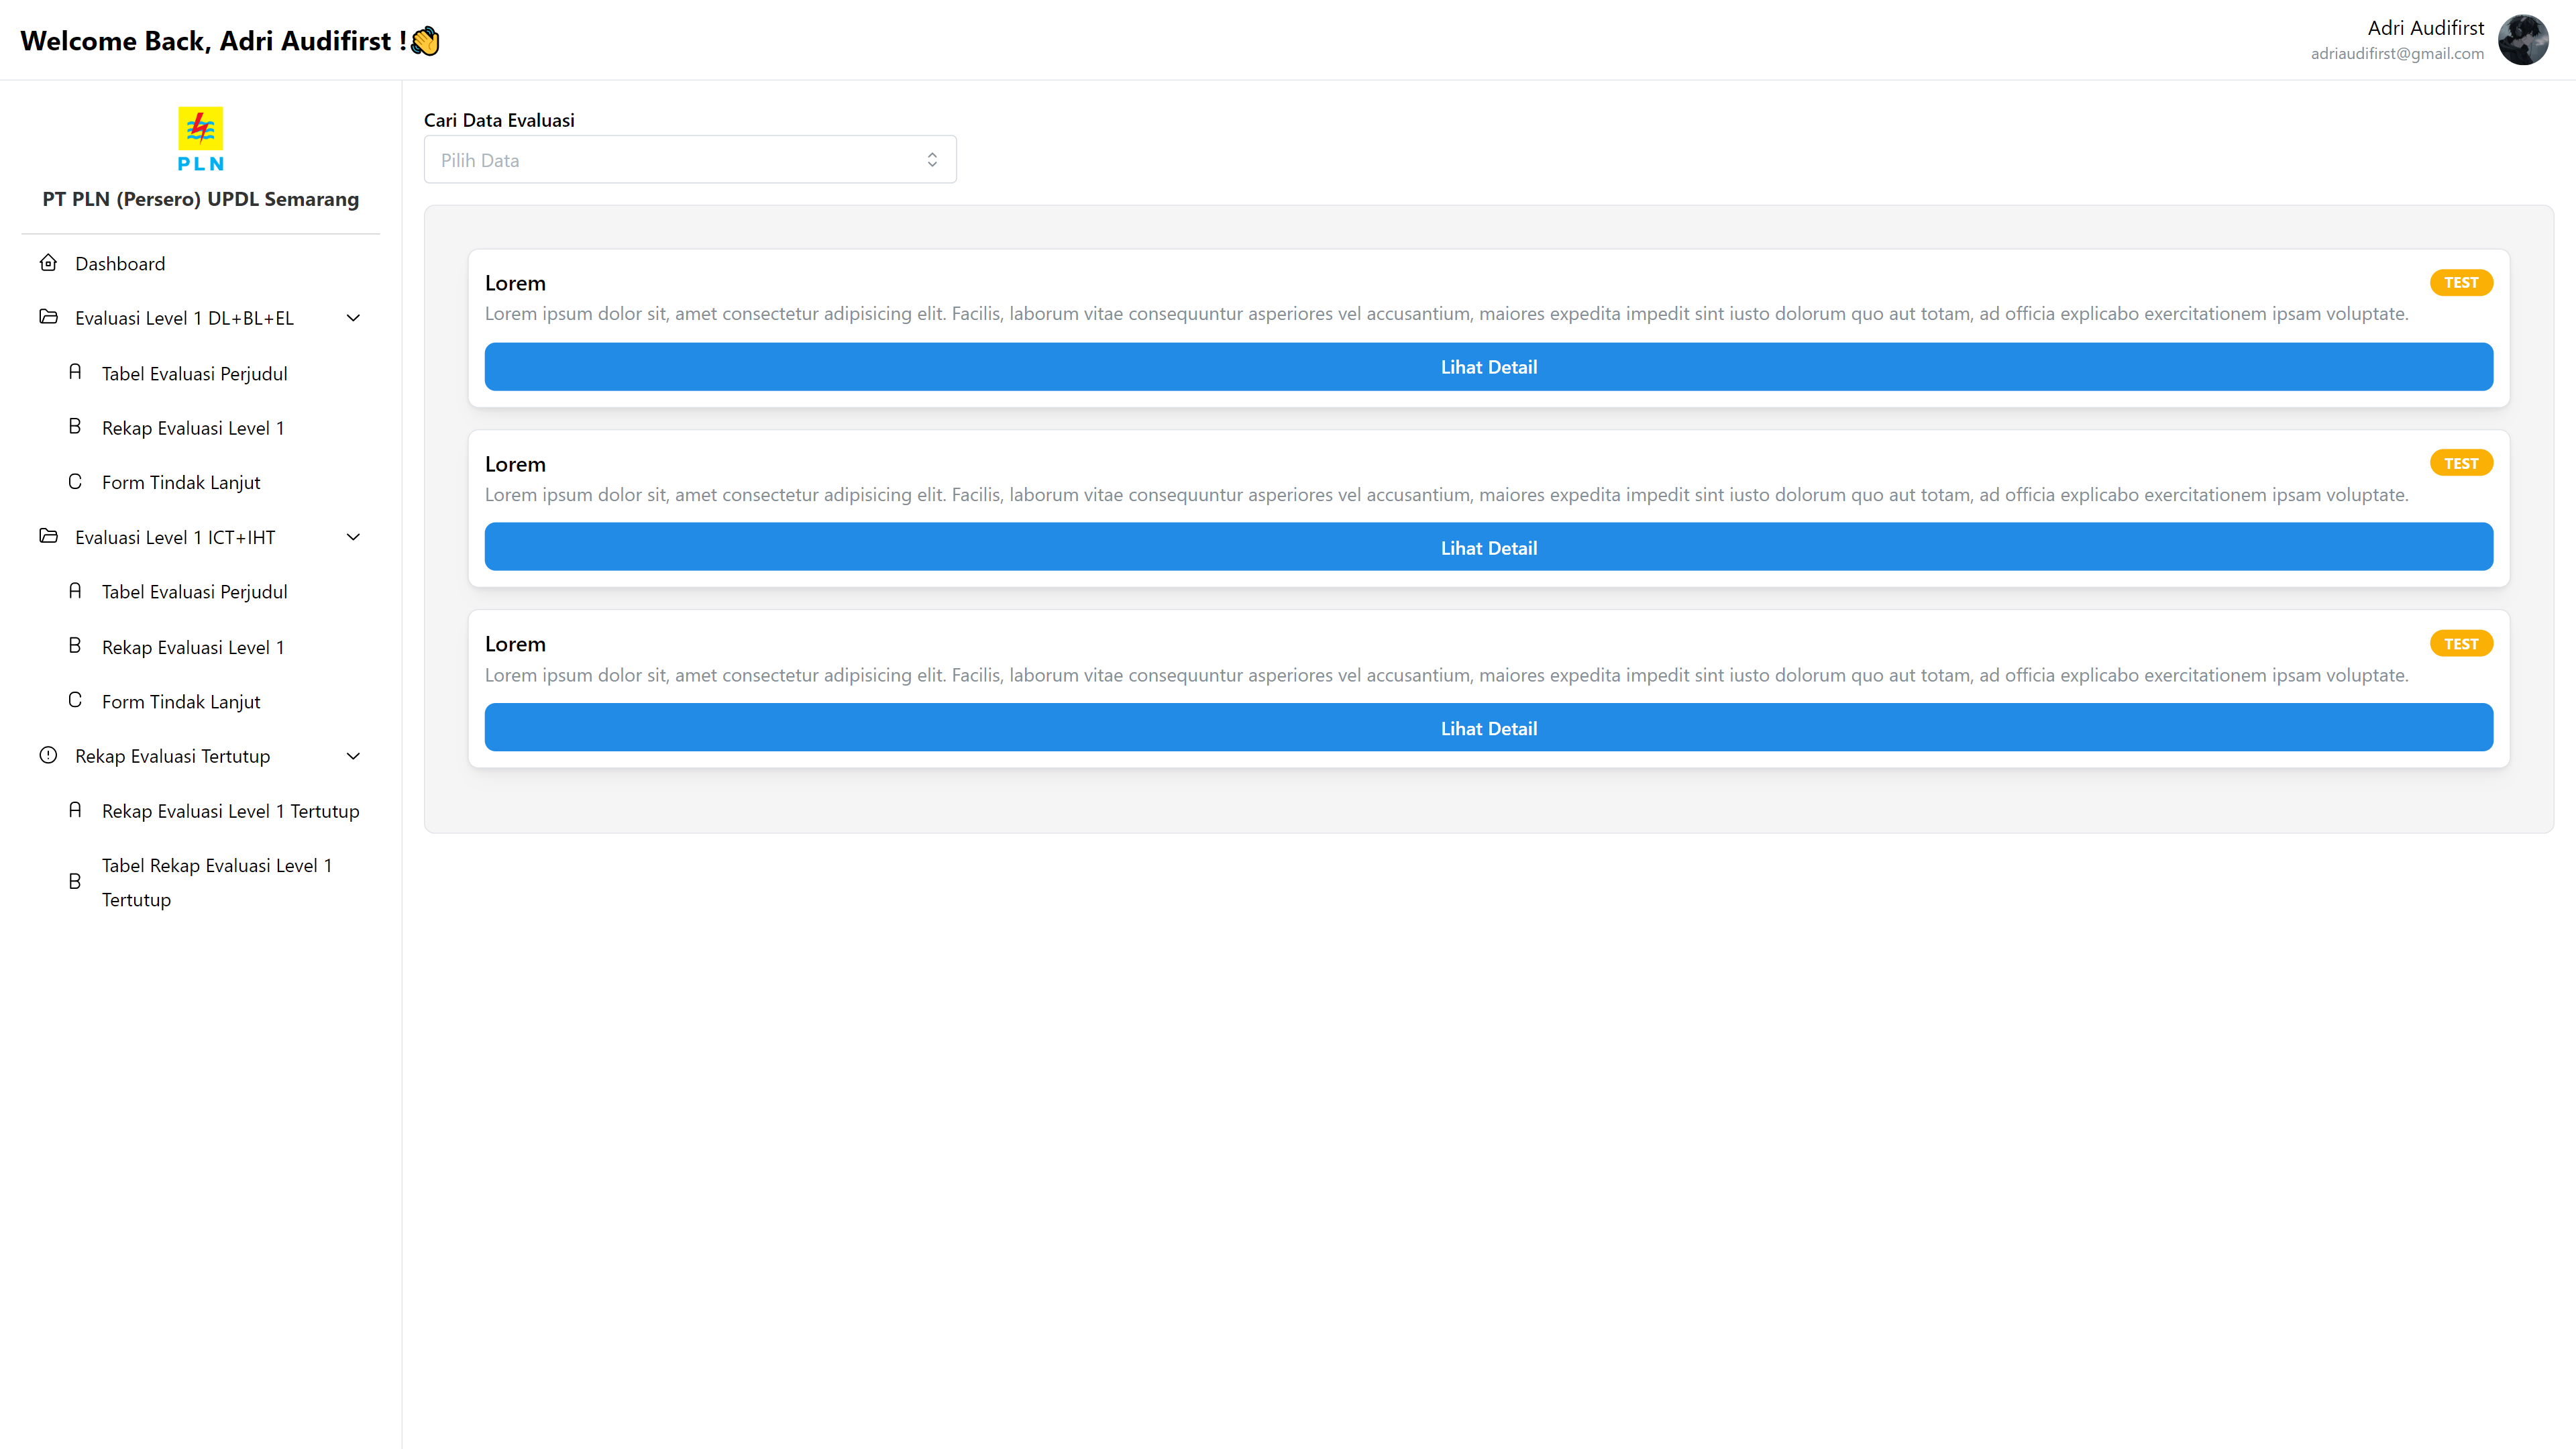 Welcome Back, Adri Audifirst !👋
Adri Audifirst
adriaudifirst@gmail.com
PLN
PT PLN (Persero) UPDL Semarang
Dashboard
Evaluasi Level 1 DL+BL+EL
A Tabel Evaluasi Perjudul
B Rekap Evaluasi Level 1
C Form Tindak Lanjut
Evaluasi Level 1 ICT+IHT
A Tabel Evaluasi Perjudul
B Rekap Evaluasi Level 1
C Form Tindak Lanjut
Rekap Evaluasi Tertutup
A Rekap Evaluasi Level 1 Tertutup
B Tabel Rekap Evaluasi Level 1
Tertutup
Cari Data Evaluasi
Pilih Data
Lorem
TEST
Lorem ipsum dolor sit, amet consectetur adipisicing elit. Facilis, laborum vitae consequuntur asperiores vel accusantium, maiores expedita impedit sint iusto dolorum quo aut totam, ad officia explicabo exercitationem ipsam voluptate.
Lihat Detail
Lorem
TEST
Lorem ipsum dolor sit, amet consectetur adipisicing elit. Facilis, laborum vitae consequuntur asperiores vel accusantium, maiores expedita impedit sint iusto dolorum quo aut totam, ad officia explicabo exercitationem ipsam voluptate.
Lihat Detail
Lorem
TEST
Lorem ipsum dolor sit, amet consectetur adipisicing elit. Facilis, laborum vitae consequuntur asperiores vel accusantium, maiores expedita impedit sint iusto dolorum quo aut totam, ad officia explicabo exercitationem ipsam voluptate.
Lihat Detail